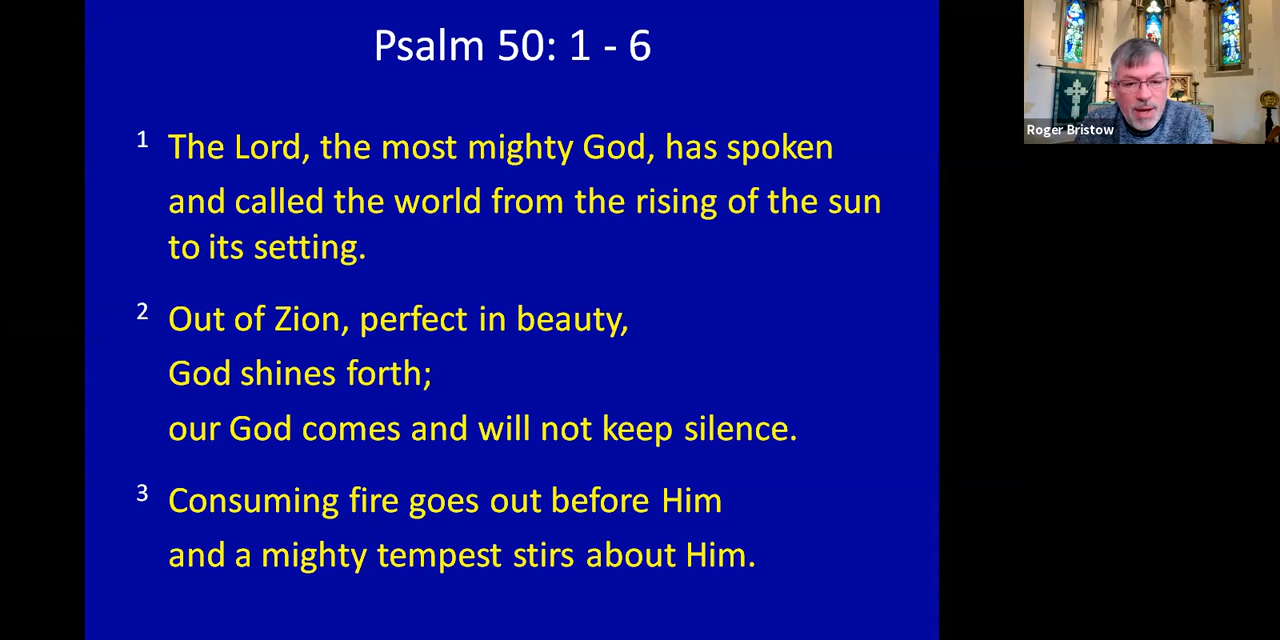 Psalm 50: 1 - 6
1 The Lord, the most mighty God, has spoken
and called the world from the rising of the sun
to its setting.
2 Out of Zion, perfect in beauty,
God shines forth;
our God comes and will not keep silence.
3 Consuming fire goes out before Him
and a mighty tempest stirs about Him.
Roger Bristow